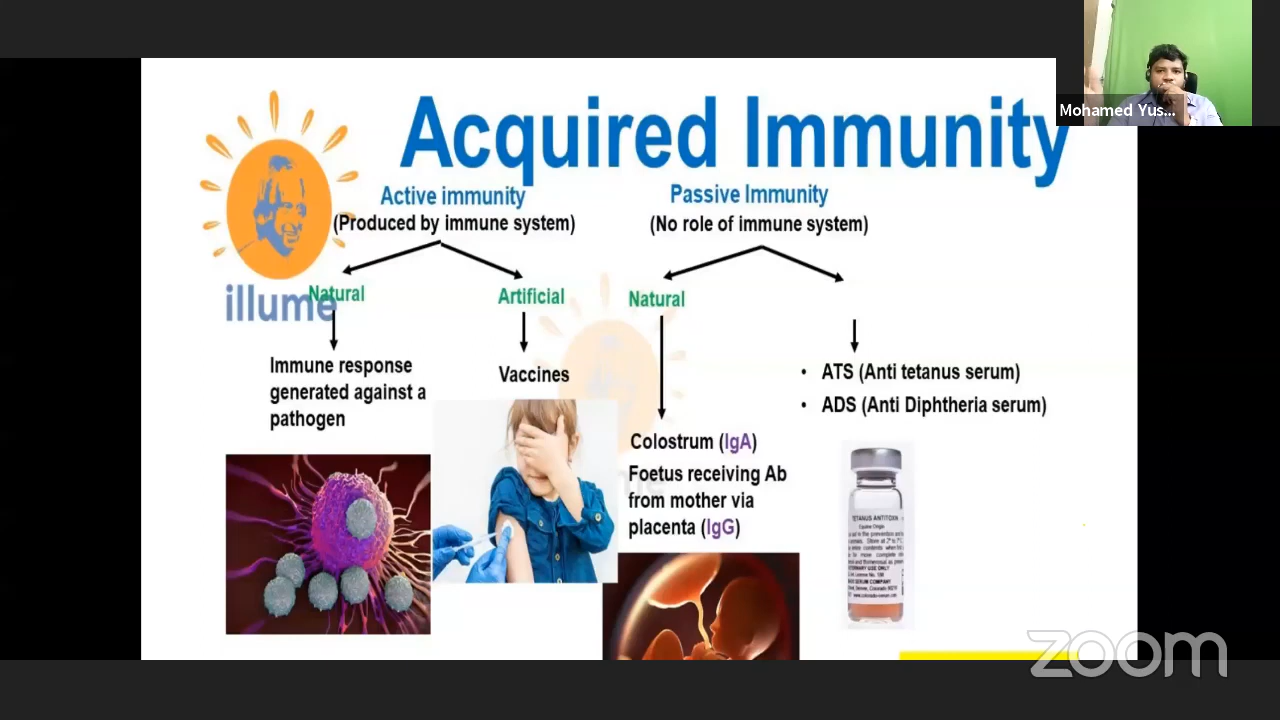 Mohamed Yus...
Acquired Immunity
Active immunity
(Produced by immune system)
Passive Immunity
(No role of immune system)
illume
Natural
Artificial
Natural
Immune response
generated against a
pathogen
Vaccines
Colostrum (IgA)
Foetus receiving Ab
from mother via
placenta (IgG)
• ATS (Anti tetanus serum)
• ADS (Anti Diphtheria serum)
TETANUS ANTITOXIN
Equine Origin
zoom